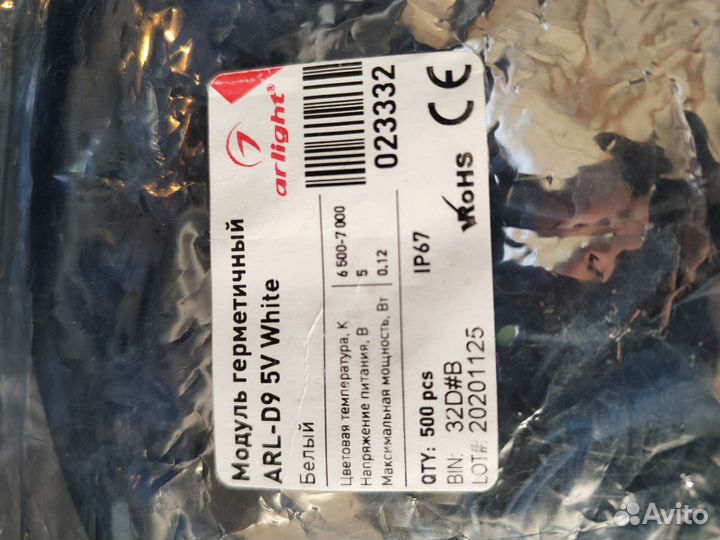 Модуль герметичный
ARL-D9 5V White
Белый
arlight®
023332
Цветовая температура, К 6 500-7 000
Напряжение питания, В 5
Максимальная мощность, Вт 0,12
QTY: 500 pcs
IP67
BIN: 32D#B
LOT#: 20201125
RoHS
CE
Avito